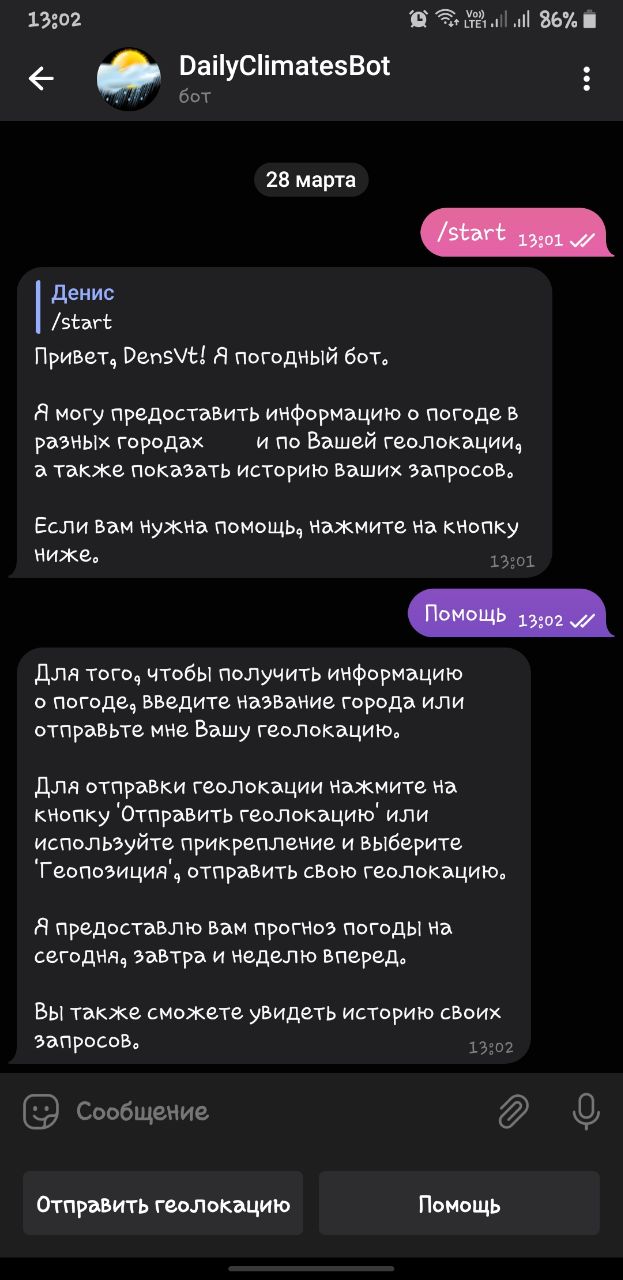 13:02
Vo))
LTE1
86%
DailyClimatesBot
бот
28 марта
/start 13:01
Денис
/start
Привет, DensVt! Я погодный бот.
Я могу предоставить информацию о погоде в
разных городах и по Вашей геолокации,
а также показать историю ваших запросов.
Если вам нужна помощь, нажмите на кнопку
ниже.
13:01
Помощь 13:02
Для того, чтобы получить информацию
о погоде, введите название города или
отправьте мне Вашу геолокацию.
Для отправки геолокации нажмите на
кнопку 'Отправить геолокацию' или
используйте прикрепление и выберите
'Геопозиция', отправить свою геолокацию.
Я предоставлю вам прогноз погоды на
сегодня, завтра и неделю вперед.
Вы также сможете увидеть историю своих
запросов.
13:02
Сообщение
Отправить геолокацию
Помощь